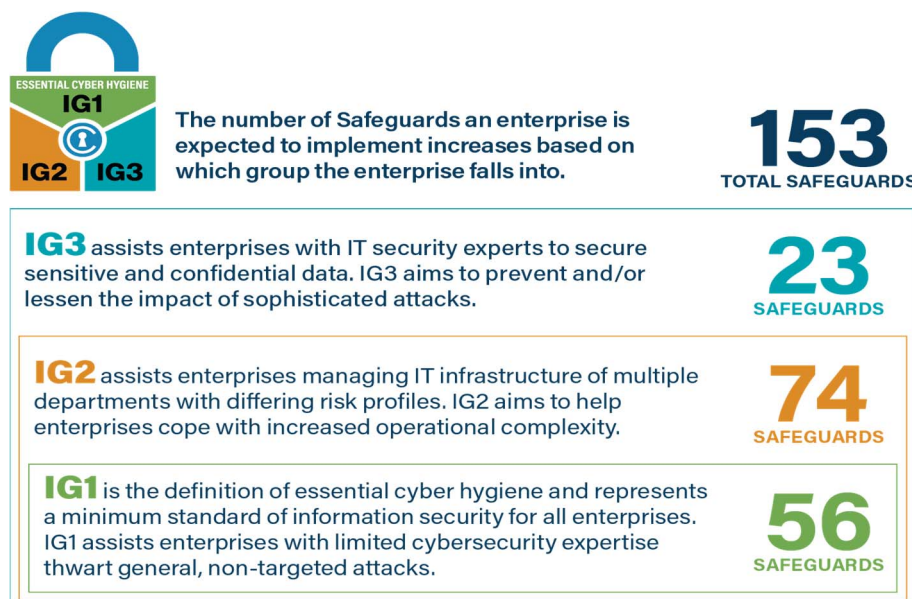 ESSENTIAL CYBER HYGIENE
IG1
IG2
IG3
The number of Safeguards an enterprise is
expected to implement increases based on
which group the enterprise falls into.
153
TOTAL SAFEGUARDS
IG3 assists enterprises with IT security experts to secure
sensitive and confidential data. IG3 aims to prevent and/or
lessen the impact of sophisticated attacks.
23
SAFEGUARDS
IG2 assists enterprises managing IT infrastructure of multiple
departments with differing risk profiles. IG2 aims to help
enterprises cope with increased operational complexity.
74
SAFEGUARDS
IG1 is the definition of essential cyber hygiene and represents
a minimum standard of information security for all enterprises.
IG1 assists enterprises with limited cybersecurity expertise
thwart general, non-targeted attacks.
56
SAFEGUARDS